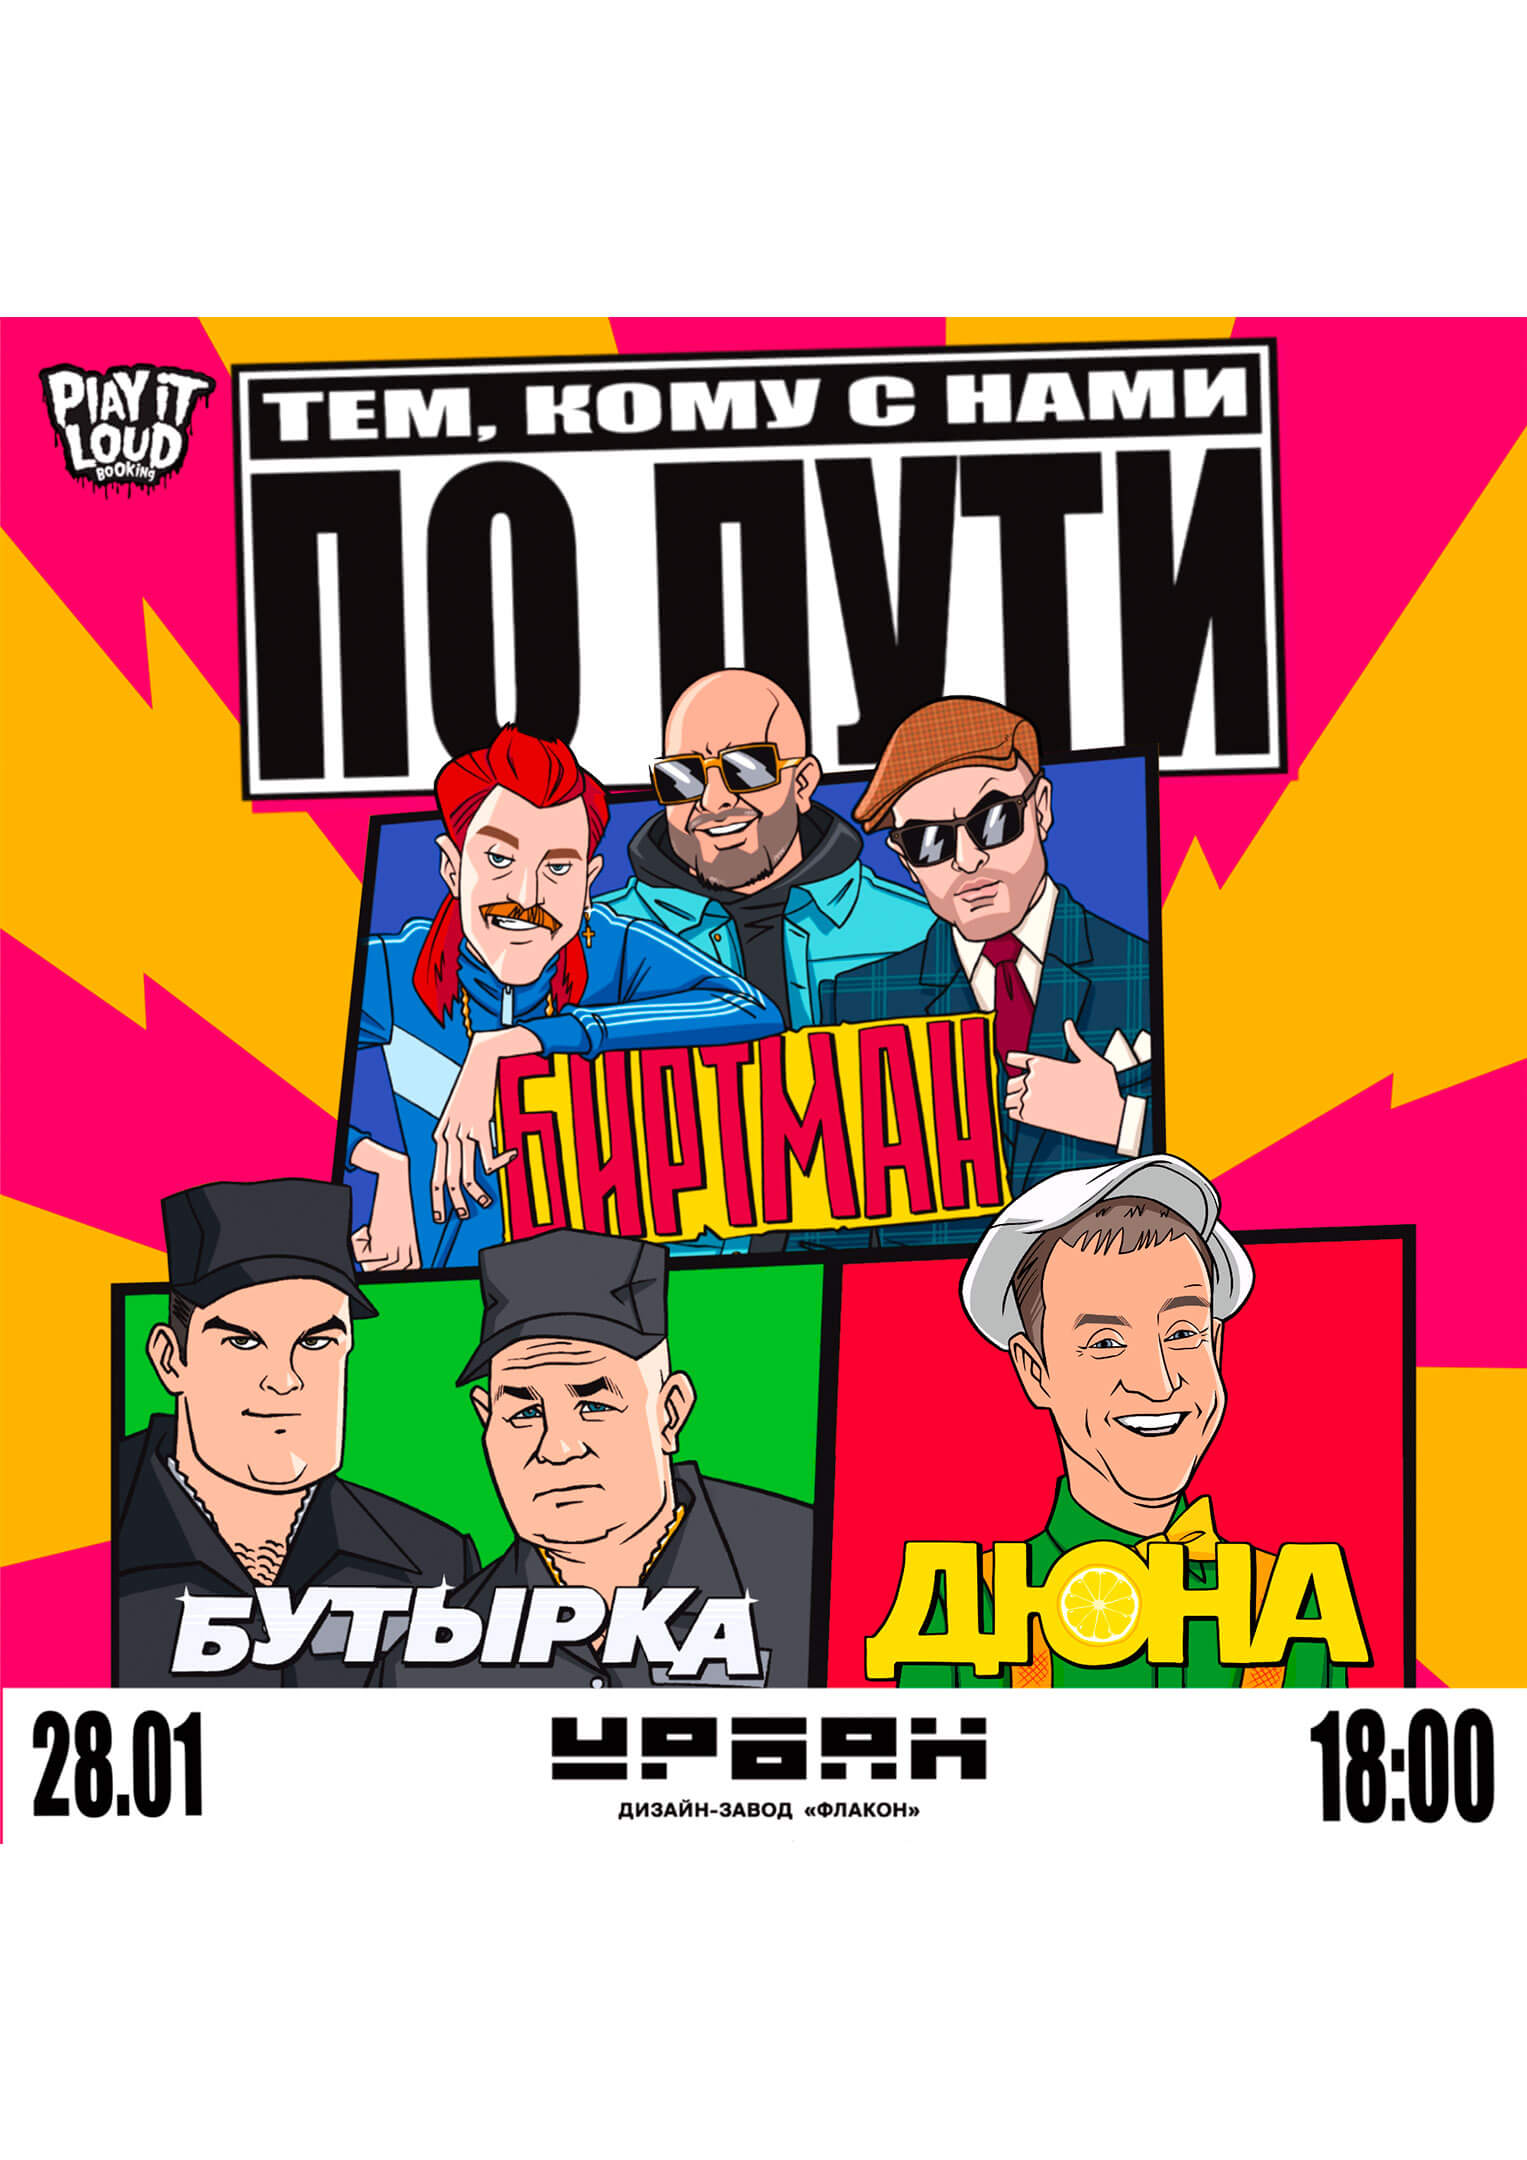 PLAY iT
LOUD
BOOKiNg
ТЕМ, КОМУ С НАМИ
ПО ПУТИ
БИРТМАН
БУТЫРКА
ДЮНА
28.01
УРБАН
18:00
ДИЗАЙН-ЗАВОД «ФЛАКОН»